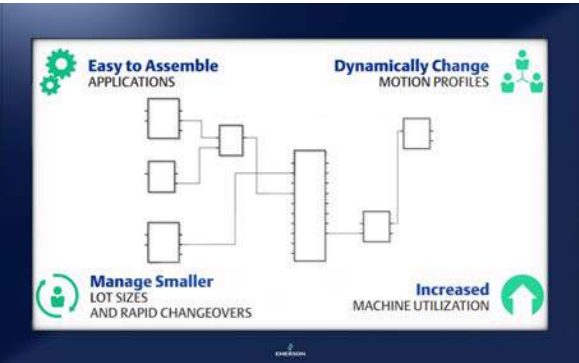 Easy to Assemble
APPLICATIONS
Dynamically Change
MOTION PROFILES
Manage Smaller
LOT SIZES
AND RAPID CHANGEOVERS
Increased
MACHINE UTILIZATION
EMERSON